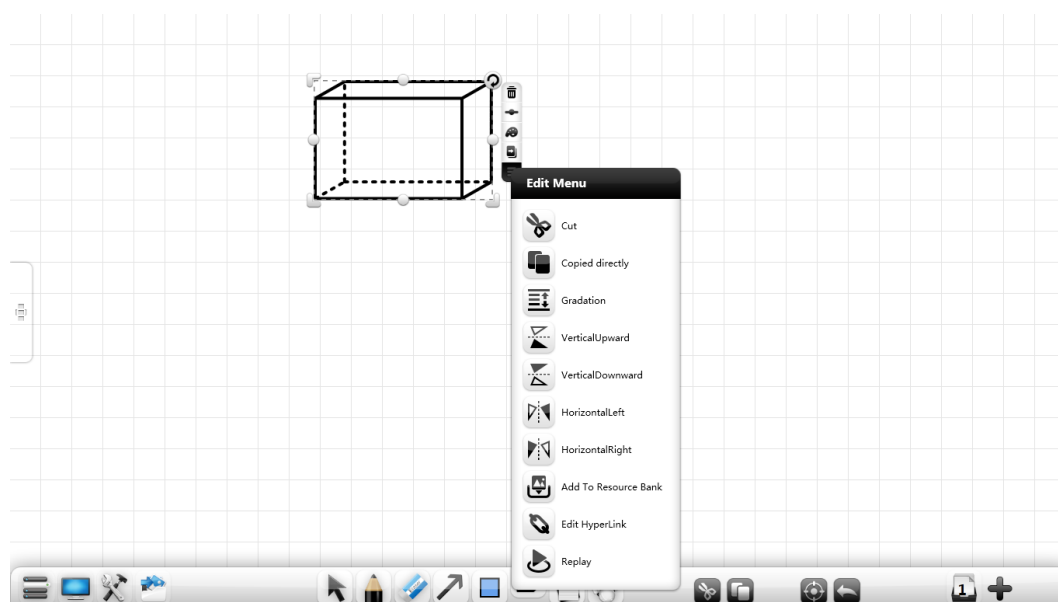 Edit Menu
Cut
Copied directly
Gradation
VerticalUpward
VerticalDownward
HorizontalLeft
HorizontalRight
Add To Resource Bank
Edit HyperLink
Replay
1